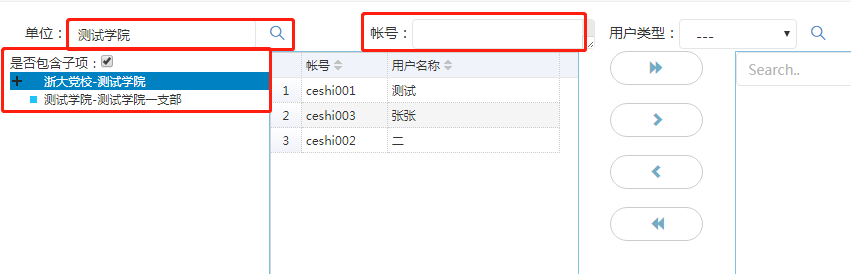 单位： 测试学院 帐号： 用户类型： ---
是否包含子项：
浙大党校-测试学院
测试学院-测试学院一支部
帐号 用户名称
1 ceshi001 测试
2 ceshi003 张张
3 ceshi002 二
Search..